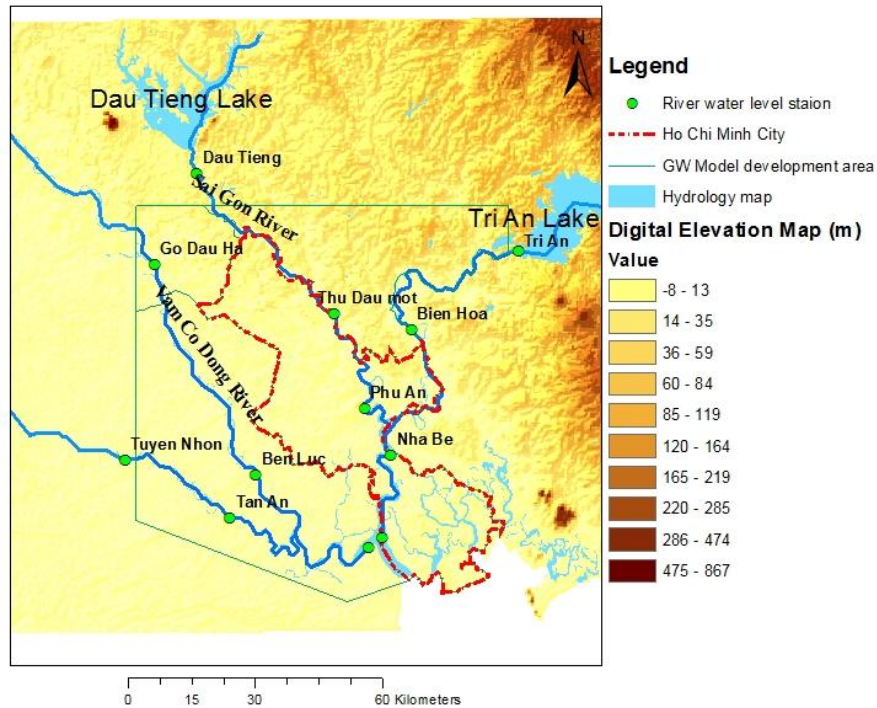 N
Dau Tieng Lake
Dau Tieng
Sai Gon River
Tri An Lake
Tri An
Go Dau Ha
Thu Dau mot
Bien Hoa
Vam Co Dong River
Phu An
Tuyen Nhon
Ben Luc
Nha Be
Tan An
Legend
River water level staion
Ho Chi Minh City
GW Model development area
Hydrology map
Digital Elevation Map (m)
Value
-8 - 13
14 - 35
36 - 59
60 - 84
85 - 119
120 - 164
165 - 219
220 - 285
286 - 474
475 - 867
0 15 30 60 Kilometers